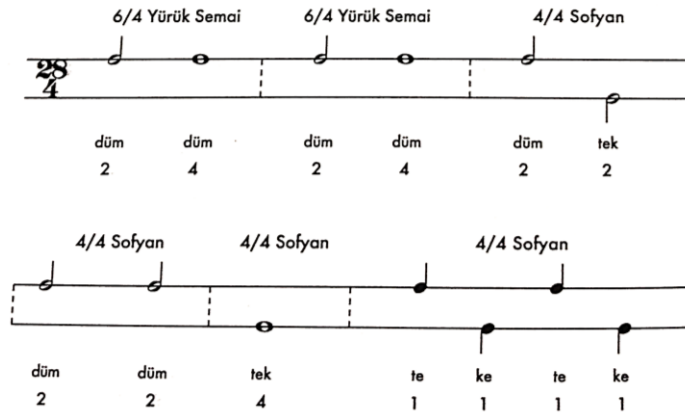 6/4 Yürük Semai 6/4 Yürük Semai 4/4 Sofyan
28
4
düm düm düm düm düm tek
2 4 2 4 2 2
4/4 Sofyan 4/4 Sofyan 4/4 Sofyan
düm düm tek te ke te ke
2 2 4 1 1 1 1